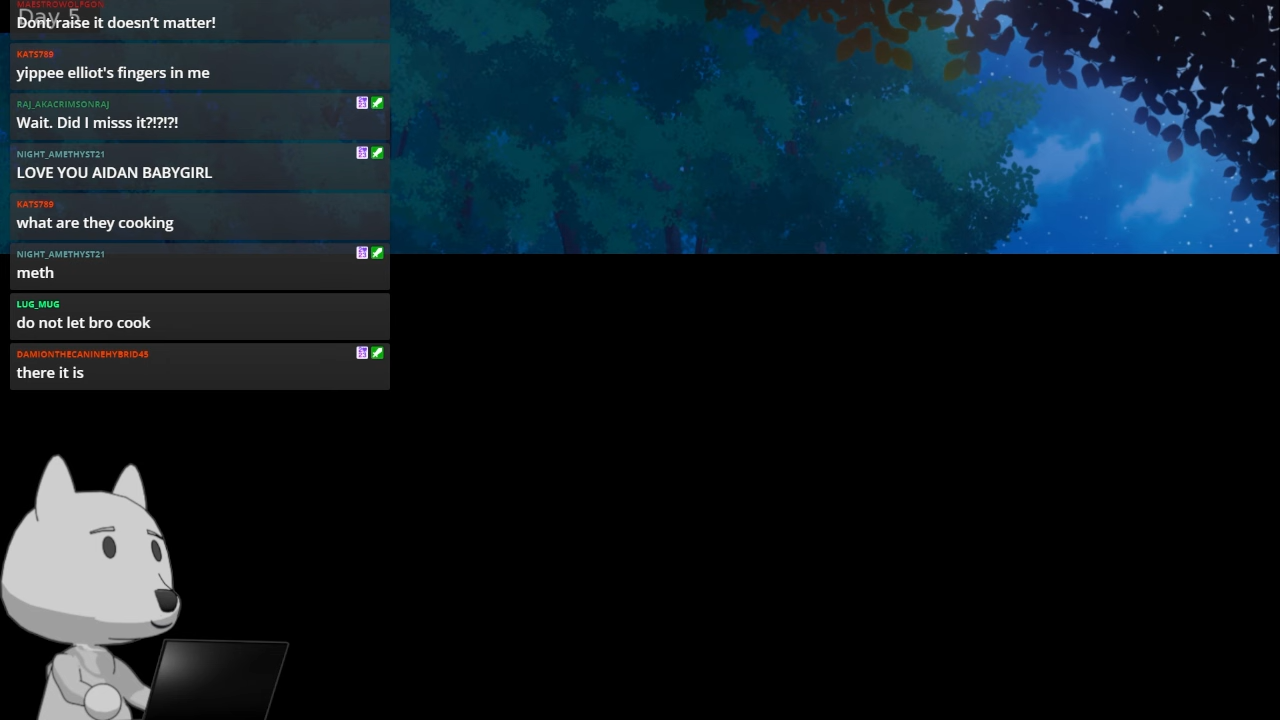 Day 5
MAESTROWOLFGON
Dont raise it doesn’t matter!
KATS789
yippee elliot's fingers in me
RAJ_AKACRIMSONRAJ
Wait. Did I misss it?!?!?!
NIGHT_AMETHYST21
LOVE YOU AIDAN BABYGIRL
KATS789
what are they cooking
NIGHT_AMETHYST21
meth
LUG_MUG
do not let bro cook
DAMIONTHECANINEHYBRID45
there it is